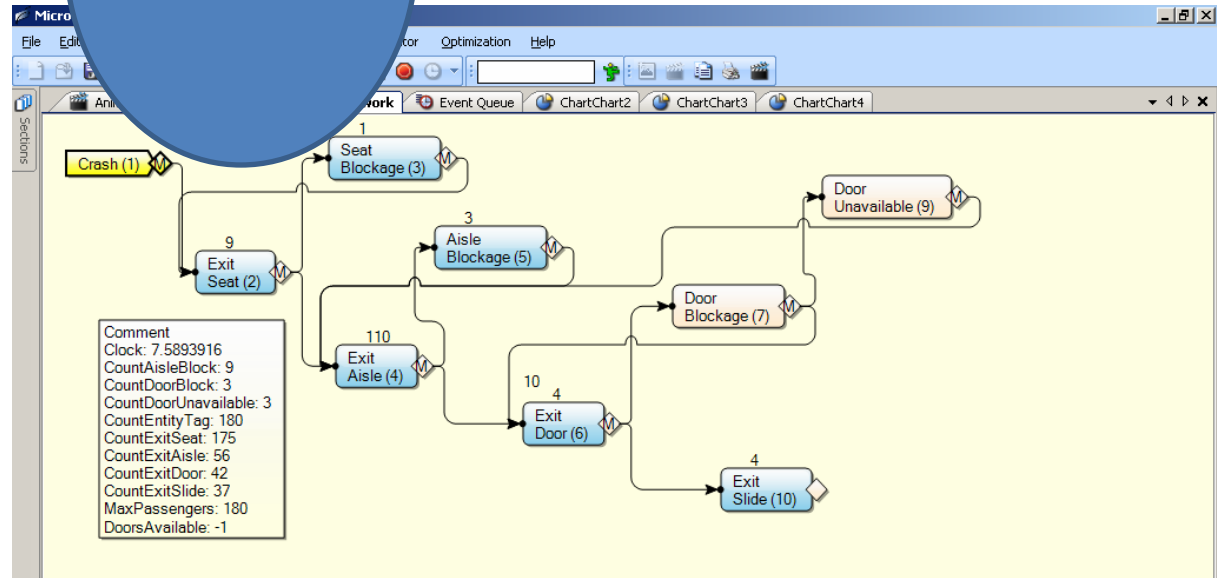 Micro
File Edit tor Optimization Help
Sections
Ani work Event Queue ChartChart2 ChartChart3 ChartChart4
1
Seat
Blockage (3)
M
Crash (1) M
Door
Unavailable (9)
M
3
Aisle
Blockage (5)
M
9
Exit
Seat (2)
M
Door
Blockage (7)
M
Comment
Clock: 7.5893916
CountAisleBlock: 9
CountDoorBlock: 3
CountDoorUnavailable: 3
CountEntityTag: 180
CountExitSeat: 175
CountExitAisle: 56
CountExitDoor: 42
CountExitSlide: 37
MaxPassengers: 180
DoorsAvailable: -1
110
Exit
Aisle (4)
M
10
4
Exit
Door (6)
M
4
Exit
Slide (10)